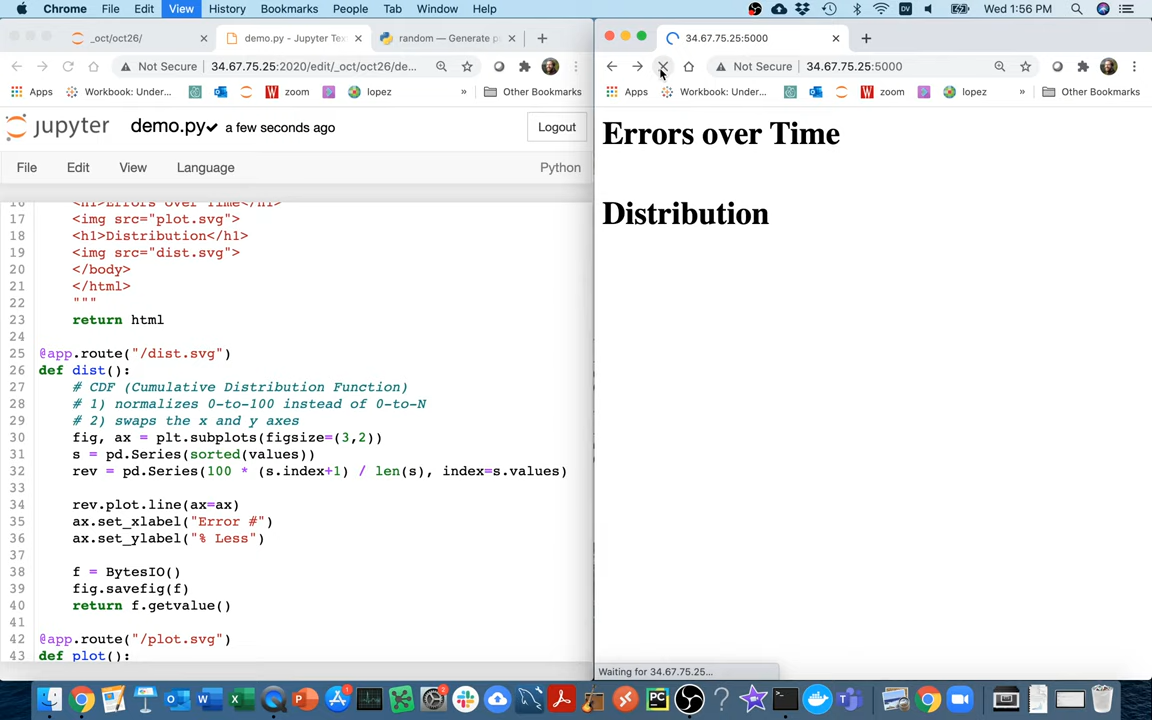 Chrome File Edit View History Bookmarks People Tab Window Help Wed 1:56 PM
_oct/oct26/ demo.py - Jupyter Tex random — Generate p
34.67.75.25:5000
Not Secure 34.67.75.25:2020/edit/_oct/oct26/de...
Not Secure 34.67.75.25:5000
Apps Workbook: Under... zoom lopez » Other Bookmarks
Apps Workbook: Under... zoom lopez » Other Bookmarks
jupyter demo.py a few seconds ago Logout
File Edit View Language Python
16 <h1>Errors over Time</h1>
17 <img src="plot.svg">
18 <h1>Distribution</h1>
19 <img src="dist.svg">
20 </body>
21 </html>
22 """
23 return html
24
25 @app.route("/dist.svg")
26 def dist():
27 # CDF (Cumulative Distribution Function)
28 # 1) normalizes 0-to-100 instead of 0-to-N
29 # 2) swaps the x and y axes
30 fig, ax = plt.subplots(figsize=(3,2))
31 s = pd.Series(sorted(values))
32 rev = pd.Series(100 * (s.index+1) / len(s), index=s.values)
33
34 rev.plot.line(ax=ax)
35 ax.set_xlabel("Error #")
36 ax.set_ylabel("% Less")
37
38 f = BytesIO()
39 fig.savefig(f)
40 return f.getvalue()
41
42 @app.route("/plot.svg")
43 def plot():
Errors over Time
Distribution
Waiting for 34.67.75.25...